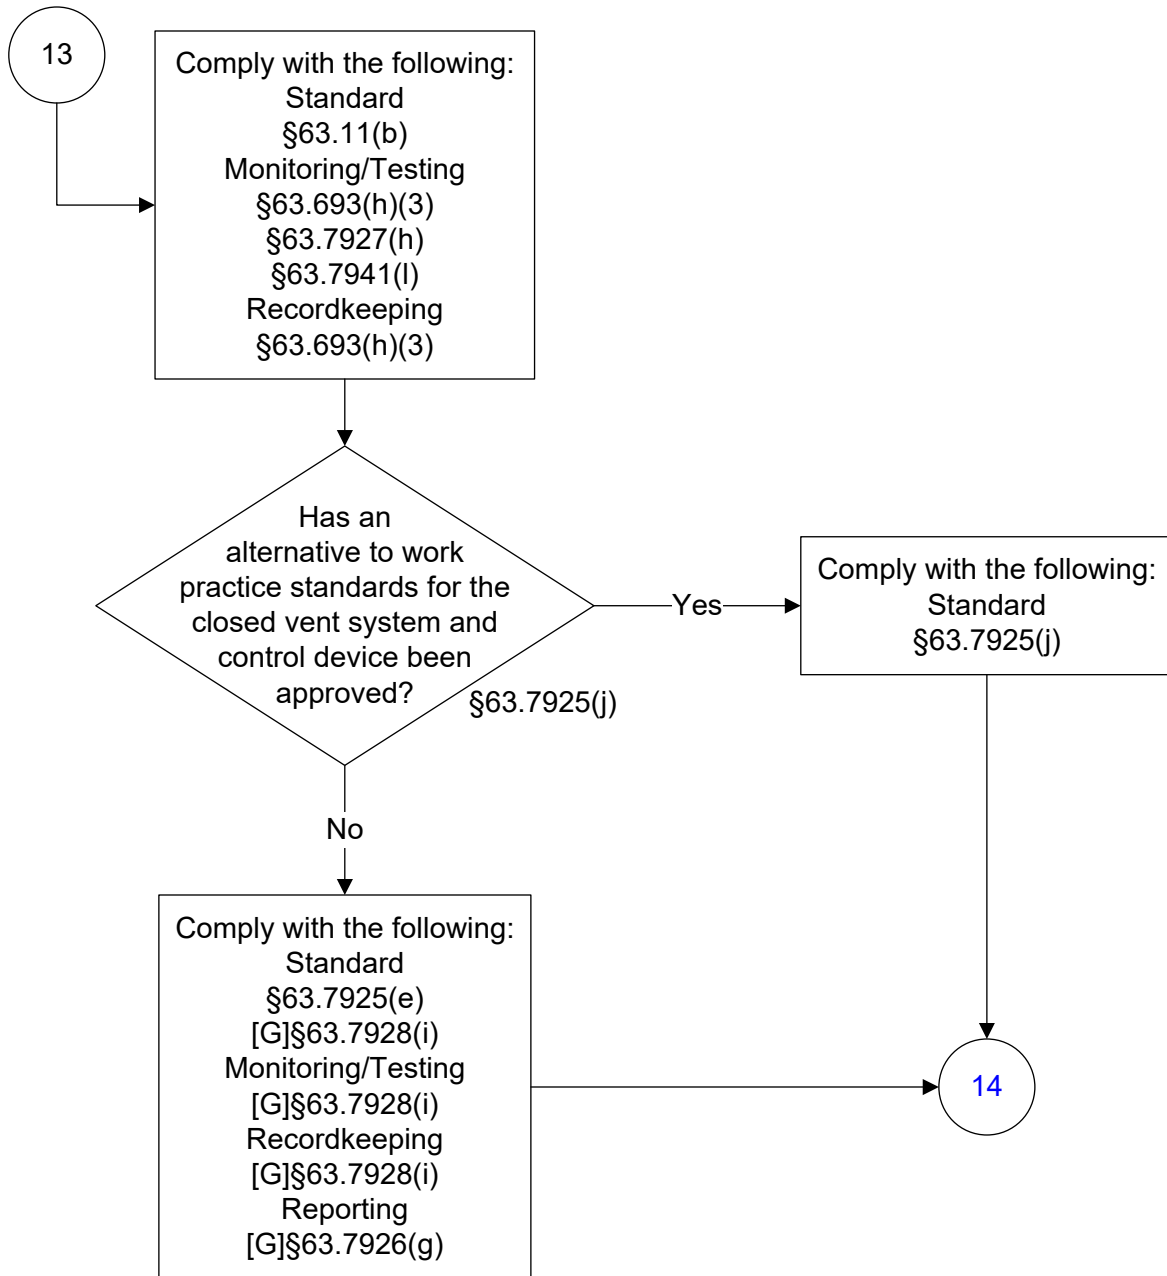 13
Comply with the following:
Standard
§63.11(b)
Monitoring/Testing
§63.693(h)(3)
§63.7927(h)
§63.7941(l)
Recordkeeping
§63.693(h)(3)
Has an
alternative to work
practice standards for the
closed vent system and
control device been
approved?
§63.7925(j)
Yes
Comply with the following:
Standard
§63.7925(j)
No
Comply with the following:
Standard
§63.7925(e)
[G]§63.7928(i)
Monitoring/Testing
[G]§63.7928(i)
Recordkeeping
[G]§63.7928(i)
Reporting
[G]§63.7926(g)
14